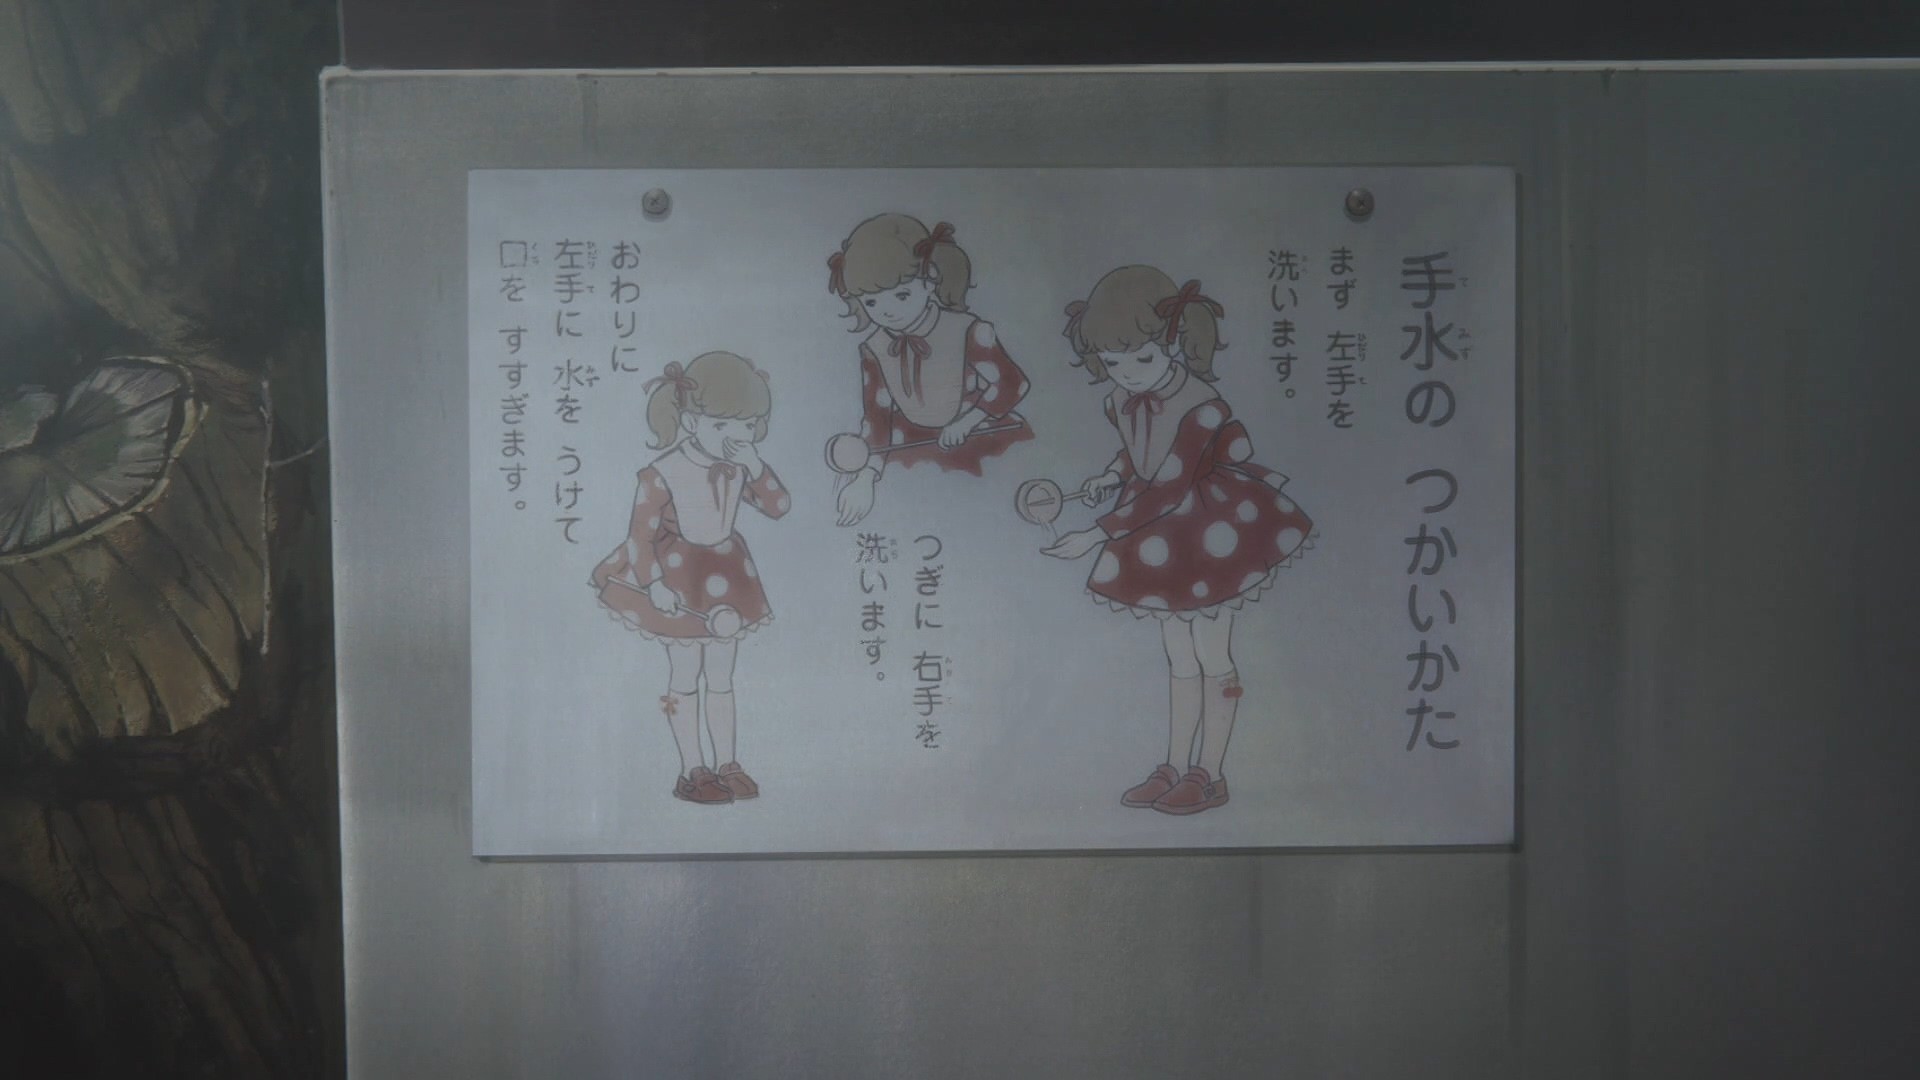 手水の つかいかた
まず 左手を
洗います。
つぎに 右手を
洗います。
おわりに
左手に 水を うけて
口を すすぎます。